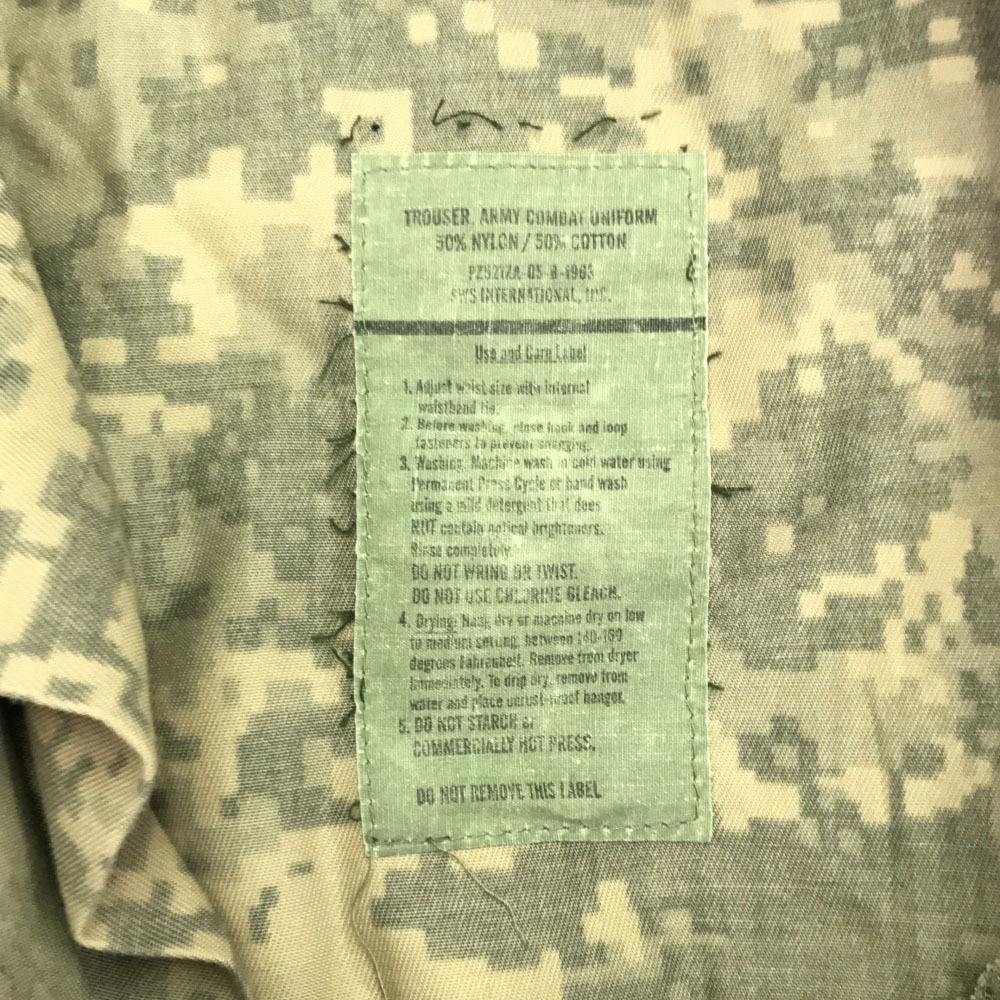 TROUSER, ARMY COMBAT UNIFORM
50% NYLON / 50% COTTON
SWS INTERNATIONAL, INC.
Use and Care Label
1. Adjust waist size with internal
waistband tie.
2. Before washing, close hook and loop
fasteners to prevent snagging.
3. Washing: Machine wash in cold water using
Permanent Press Cycle or hand wash
using a mild detergent that does
NOT contain optical brighteners.
Rinse completely.
DO NOT WRING OR TWIST.
DO NOT USE CHLORINE BLEACH.
4. Drying: Hang dry or machine dry on low
to medium setting, between
degrees Fahrenheit. Remove from dryer
immediately. To drip dry, remove from
water and place on rust-proof hanger.
5. DO NOT STARCH or
COMMERCIALLY HOT PRESS.
DO NOT REMOVE THIS LABEL